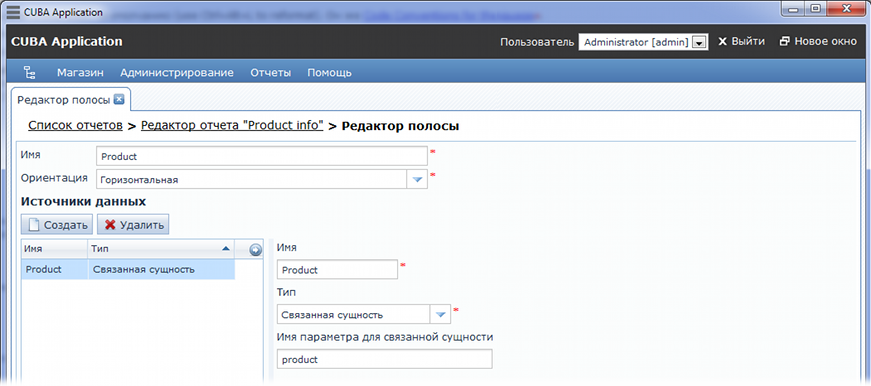 CUBA Application
CUBA Application Пользователь Administrator [admin] Выйти Новое окно
Магазин Администрирование Отчеты Помощь
Редактор полосы
Список отчетов > Редактор отчета "Product info" > Редактор полосы
Имя Product *
Ориентация Горизонтальная *
Источники данных
Создать Удалить
Имя Тип
Product Связанная сущность
Имя
Product *
Тип
Связанная сущность *
Имя параметра для связанной сущности
product